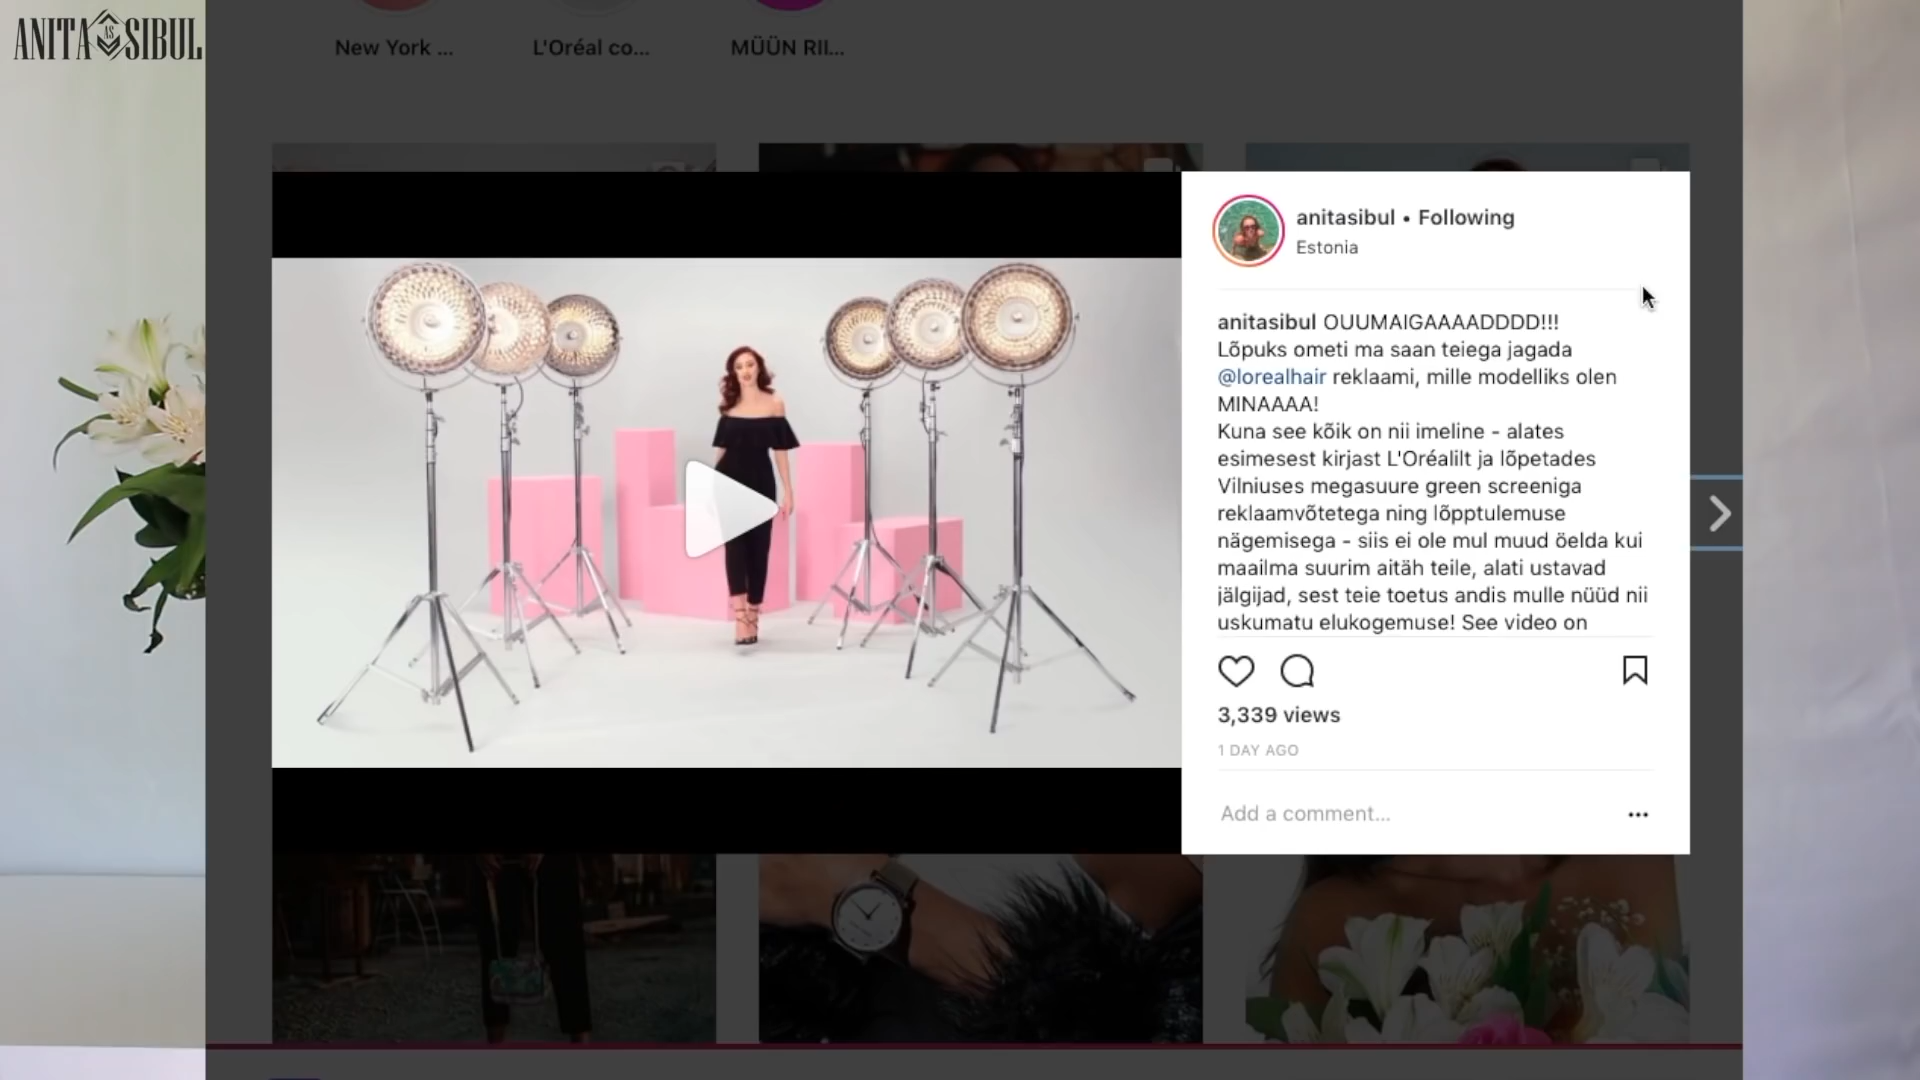 ANITA AS SIBUL
New York ...
L'Oréal co...
MÜÜN RII...
anitasibul • Following
Estonia
anitasibul OUUMAIGAAAADDDD!!!
Lõpuks ometi ma saan teiega jagada
@lorealhair reklaami, mille modelliks olen
MINAAAA!
Kuna see kõik on nii imeline - alates
esimesest kirjast L'Oréalilt ja lõpetades
Vilniuses megasuure green screeniga
reklaamvõtetega ning lõpptulemuse
nägemisega - siis ei ole mul muud öelda kui
maailma suurim aitäh teile, alati ustavad
jälgijad, sest teie toetus andis mulle nüüd nii
uskumatu elukogemuse! See video on
3,339 views
1 DAY AGO
Add a comment...